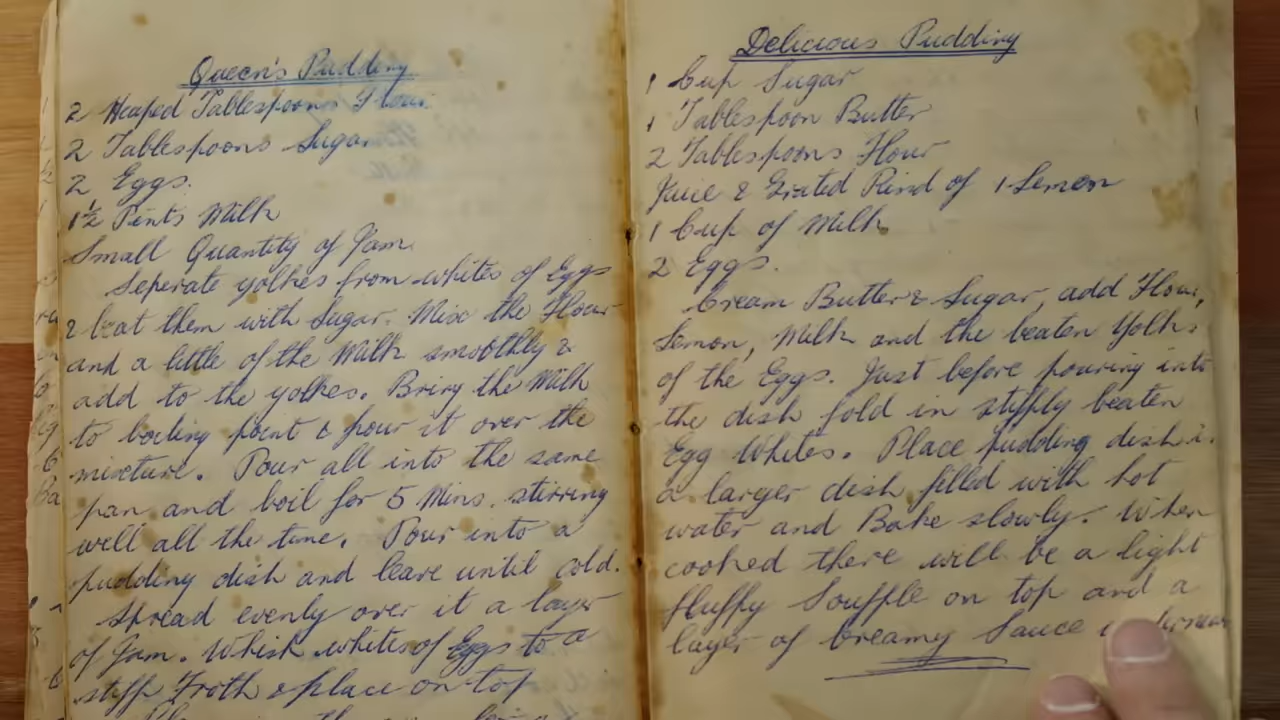 Queen's Pudding
2 Heaped Tablespoons Flour
2 Tablespoons Sugar
2 Eggs.
1½ Pints Milk
Small Quantity of Jam.
Seperate yolkes from whites of Eggs
& beat them with Sugar. Mix the Flour
and a little of the Milk smoothly &
add to the yolkes. Bring the Milk
to boiling point & pour it over the
mixture. Pour all into the same
pan and boil for 5 Mins. stirring
well all the time. Pour into a
pudding dish and leave until cold.
Spread evenly over it a layer
of Jam. Whisk whites of Eggs to a
stiff Froth & place on top
Delicious Pudding
1 Cup Sugar
1 Tablespoon Butter
2 Tablespoons Flour
Juice & Grated Rind of 1 Lemon
1 Cup of Milk
2 Eggs.
Cream Butter & Sugar, add Flour,
Lemon, Milk and the beaten Yolks
of the Eggs. Just before pouring into
the dish fold in stiffly beaten
Egg Whites. Place pudding dish in
a larger dish filled with hot
water and Bake slowly. When
cooked there will be a light
fluffy Souffle on top and a
layer of Creamy Sauce